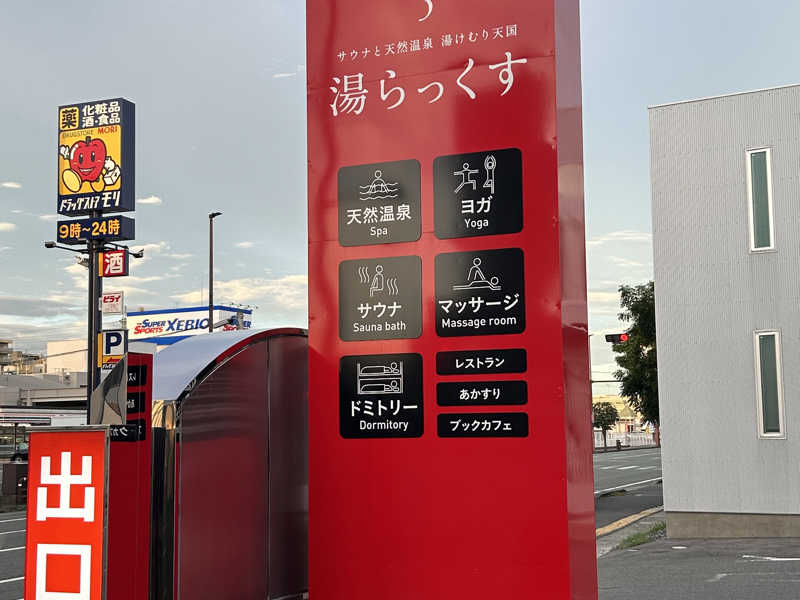 サウナと天然温泉 湯けむり天国
湯らっくす
天然温泉
Spa
ヨガ
Yoga
サウナ
Sauna bath
マッサージ
Massage room
ドミトリー
Dormitory
レストラン
あかすり
ブックカフェ
薬
化粧品
酒・食品
DRUGSTORE MORI
ドラッグストア モリ
9時~24時
酒
P
SUPER SPORTS XEBIO
出口